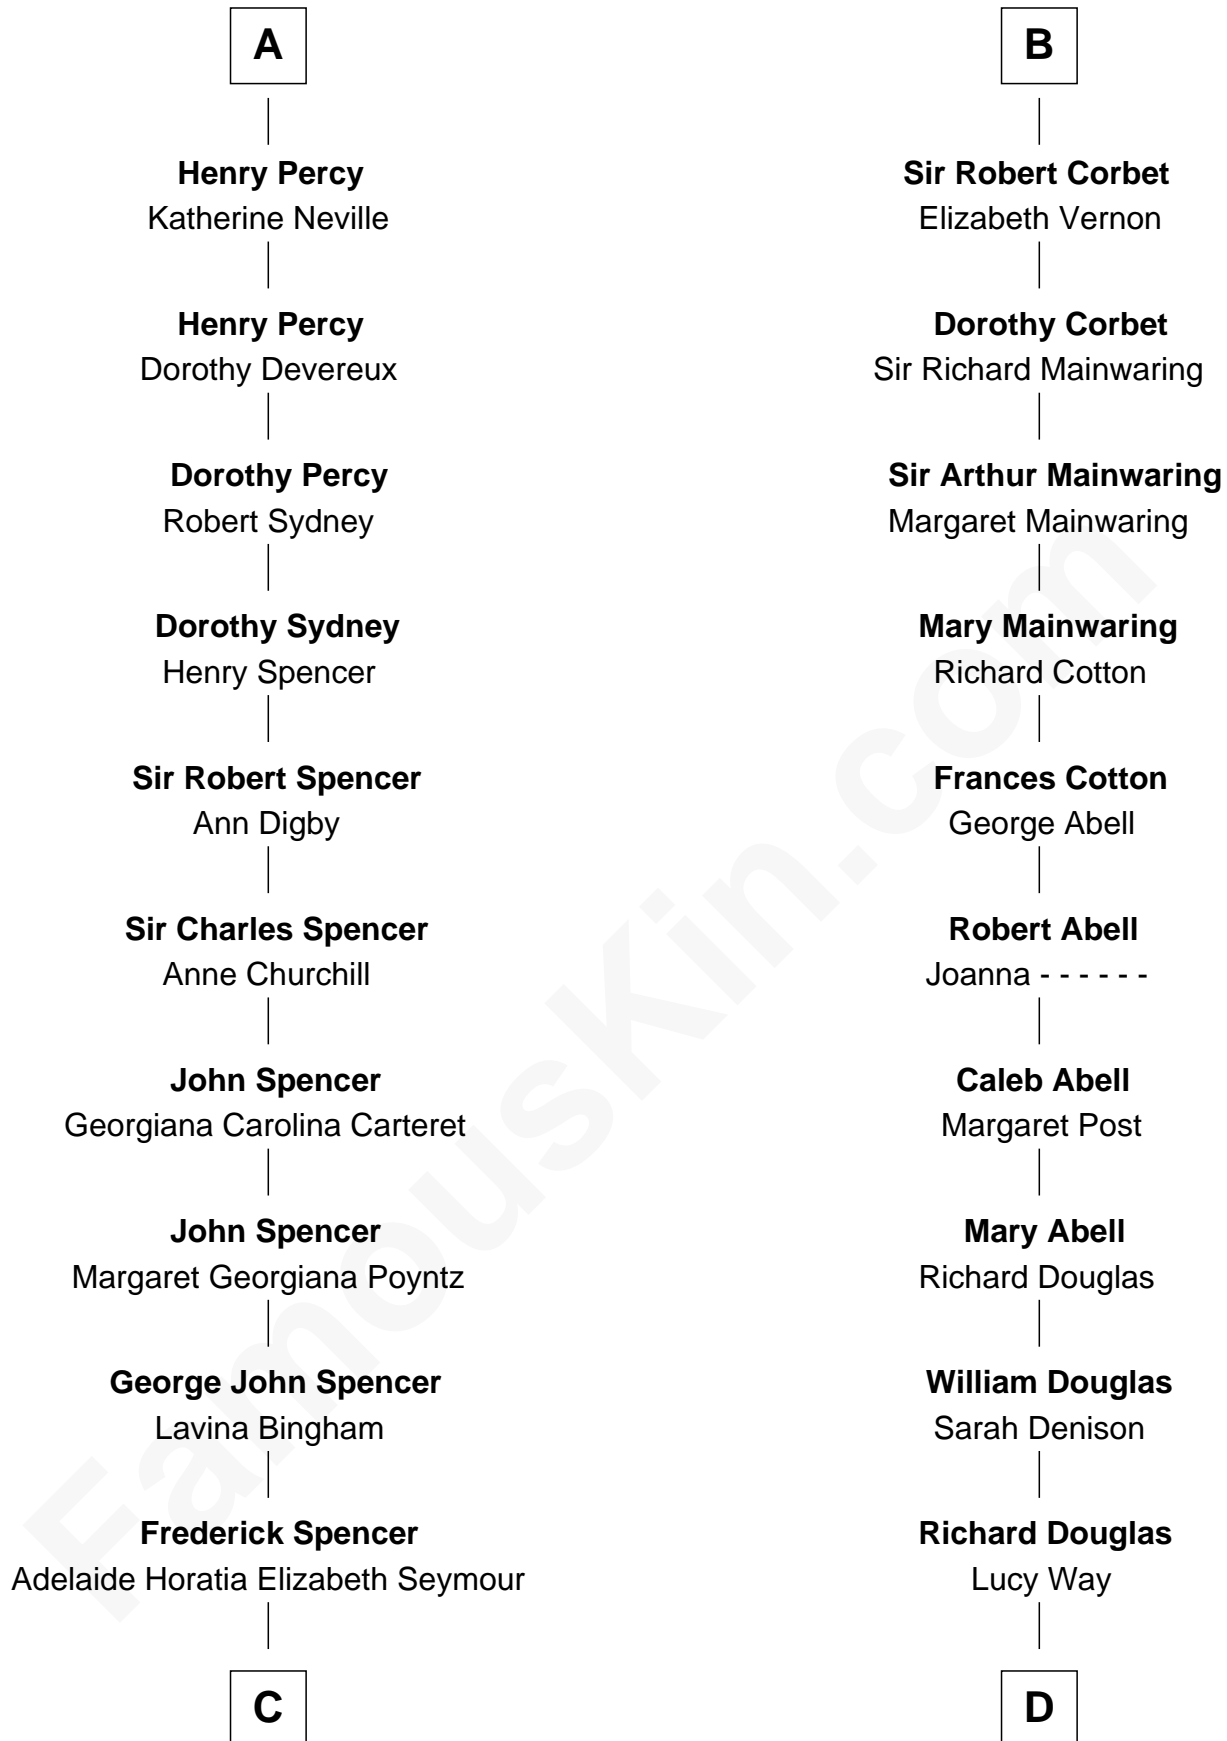 A
Henry Percy
Katherine Neville
Henry Percy
Dorothy Devereux
Dorothy Percy
Robert Sydney
Dorothy Sydney
Henry Spencer
Sir Robert Spencer
Ann Digby
Sir Charles Spencer
Anne Churchill
John Spencer
Georgiana Carolina Carteret
John Spencer
Margaret Georgiana Poyntz
George John Spencer
Lavina Bingham
Frederick Spencer
Adelaide Horatia Elizabeth Seymour
C
B
Sir Robert Corbet
Elizabeth Vernon
Dorothy Corbet
Sir Richard Mainwaring
Sir Arthur Mainwaring
Margaret Mainwaring
Mary Mainwaring
Richard Cotton
Frances Cotton
George Abell
Robert Abell
Joanna - - - - - -
Caleb Abell
Margaret Post
Mary Abell
Richard Douglas
William Douglas
Sarah Denison
Richard Douglas
Lucy Way
D
FamousKin.com